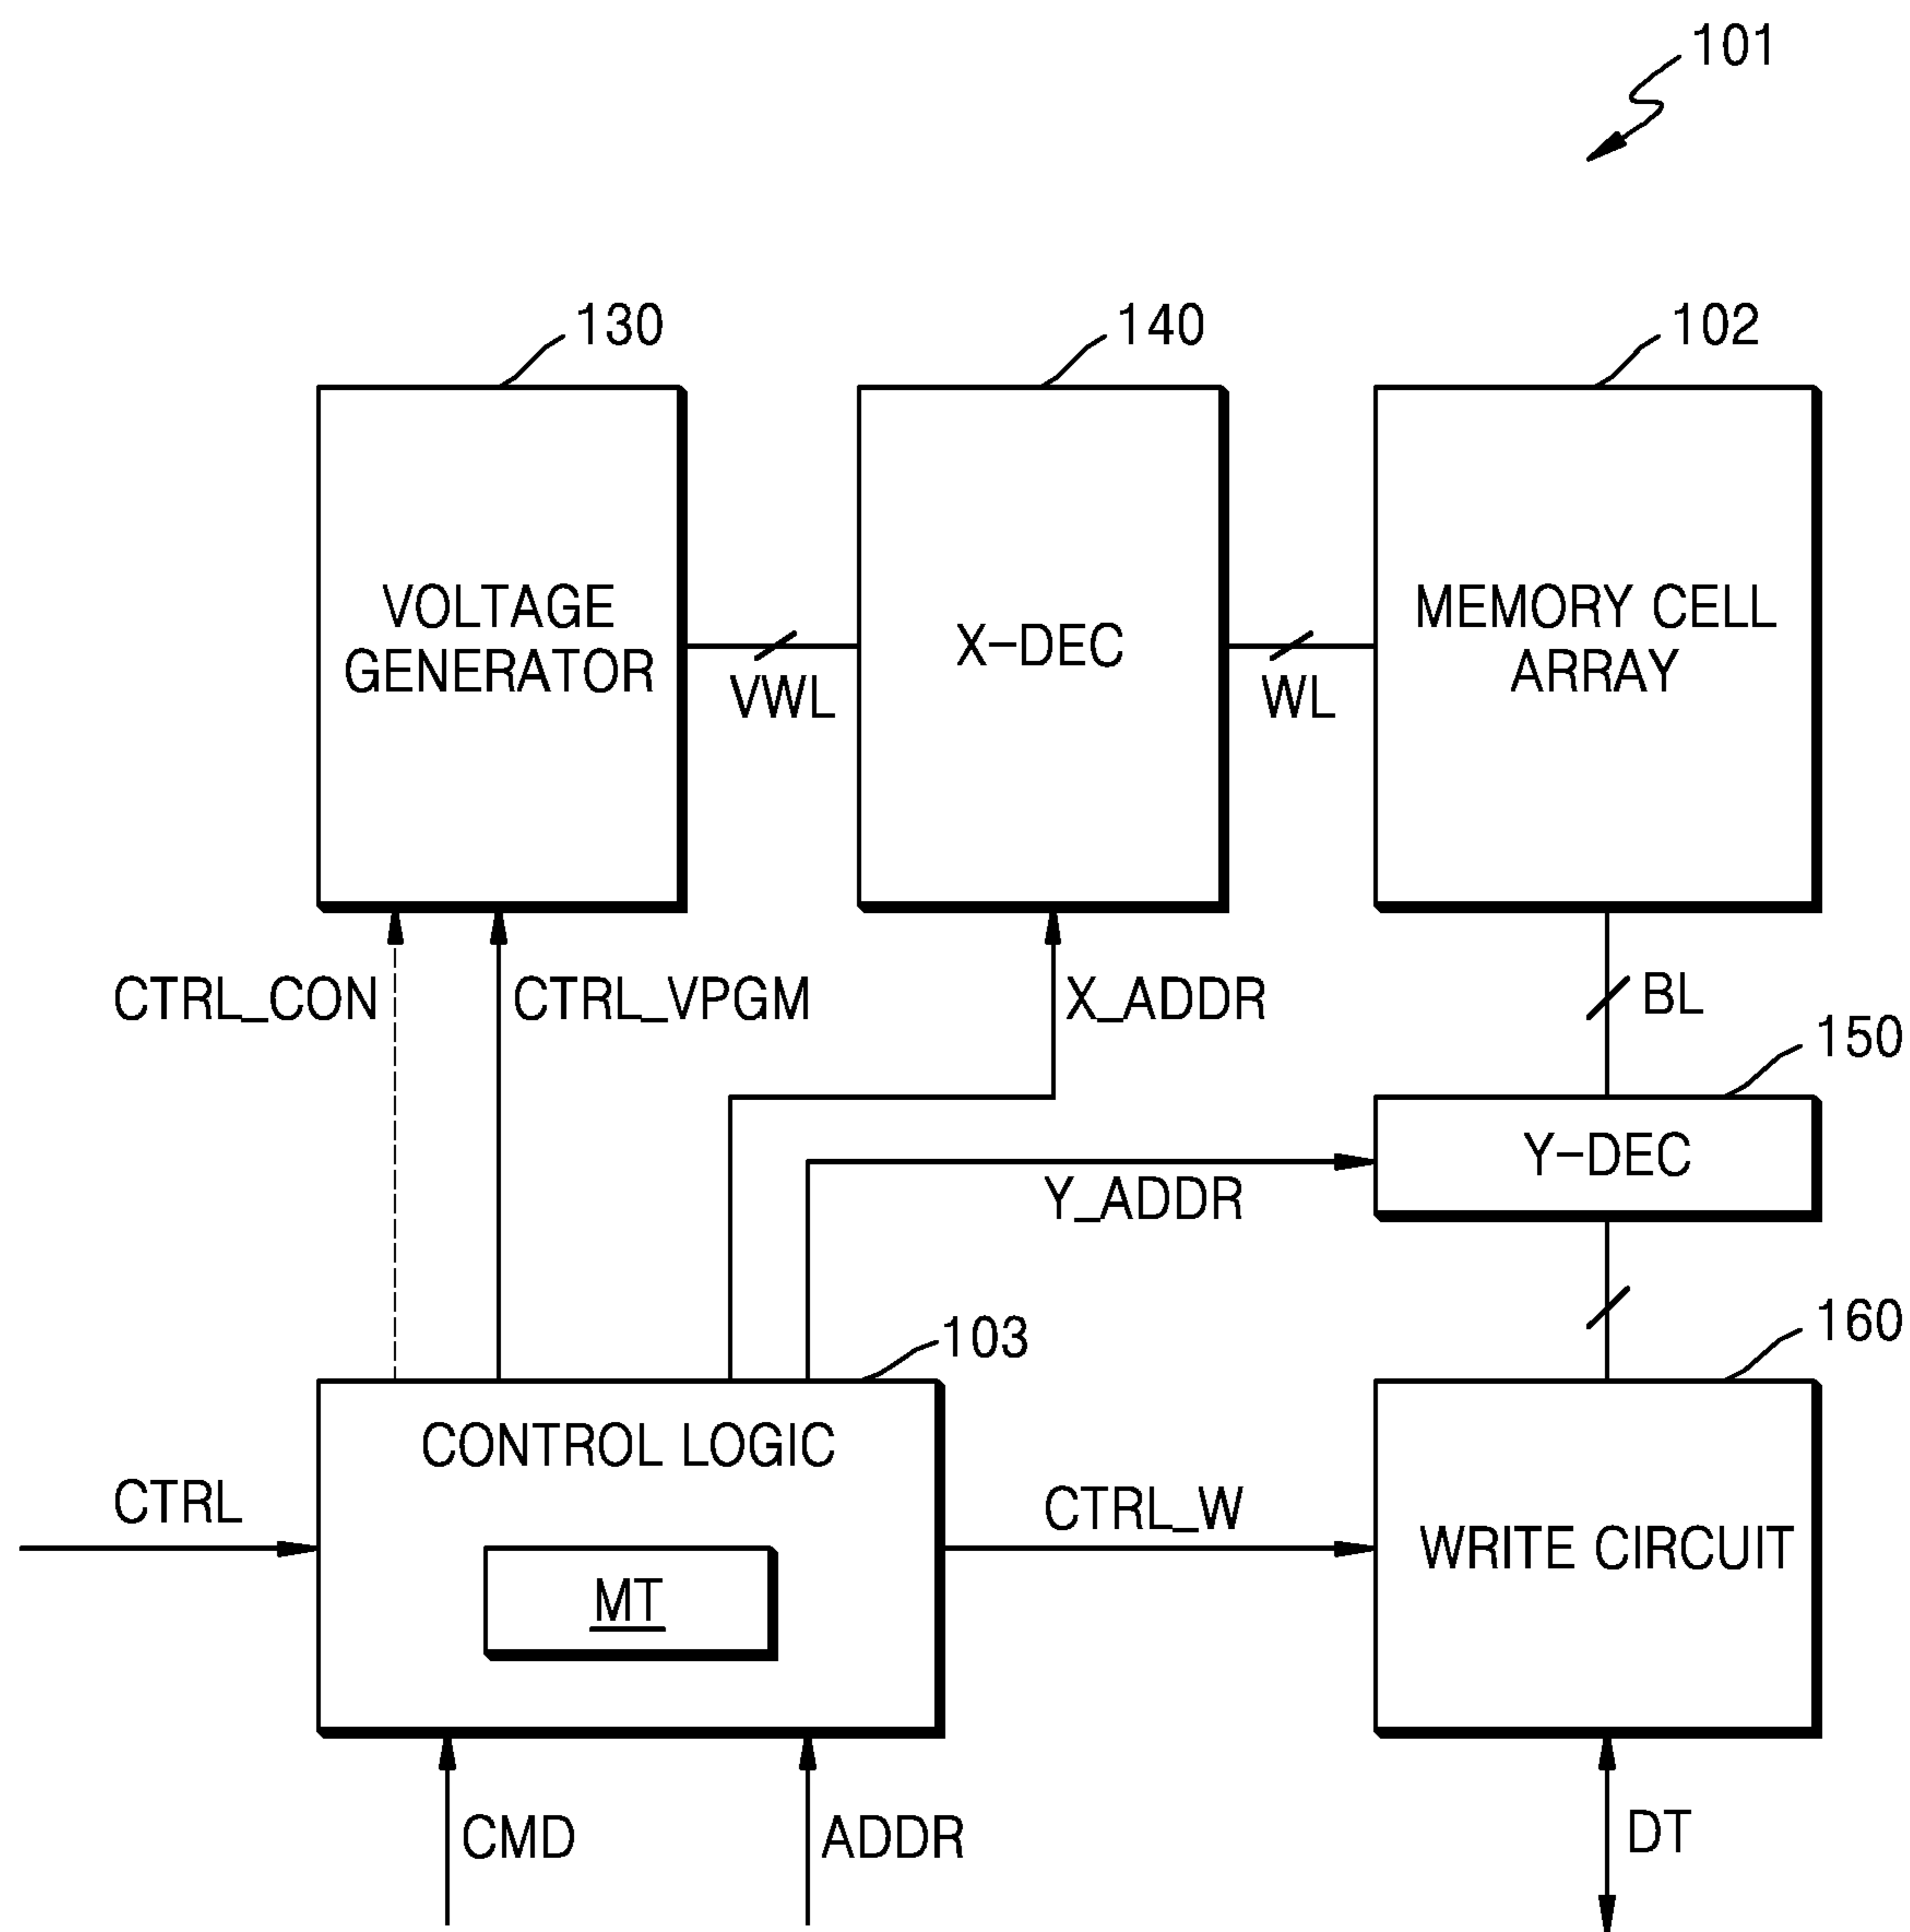 101
130
140
102
VOLTAGE
GENERATOR
VWL
X-DEC
WL
MEMORY CELL
ARRAY
CTRL_CON
CTRL_VPGM
X_ADDR
BL
150
Y-DEC
Y_ADDR
103
160
CONTROL LOGIC
CTRL
MT
CTRL_W
WRITE CIRCUIT
CMD
ADDR
DT